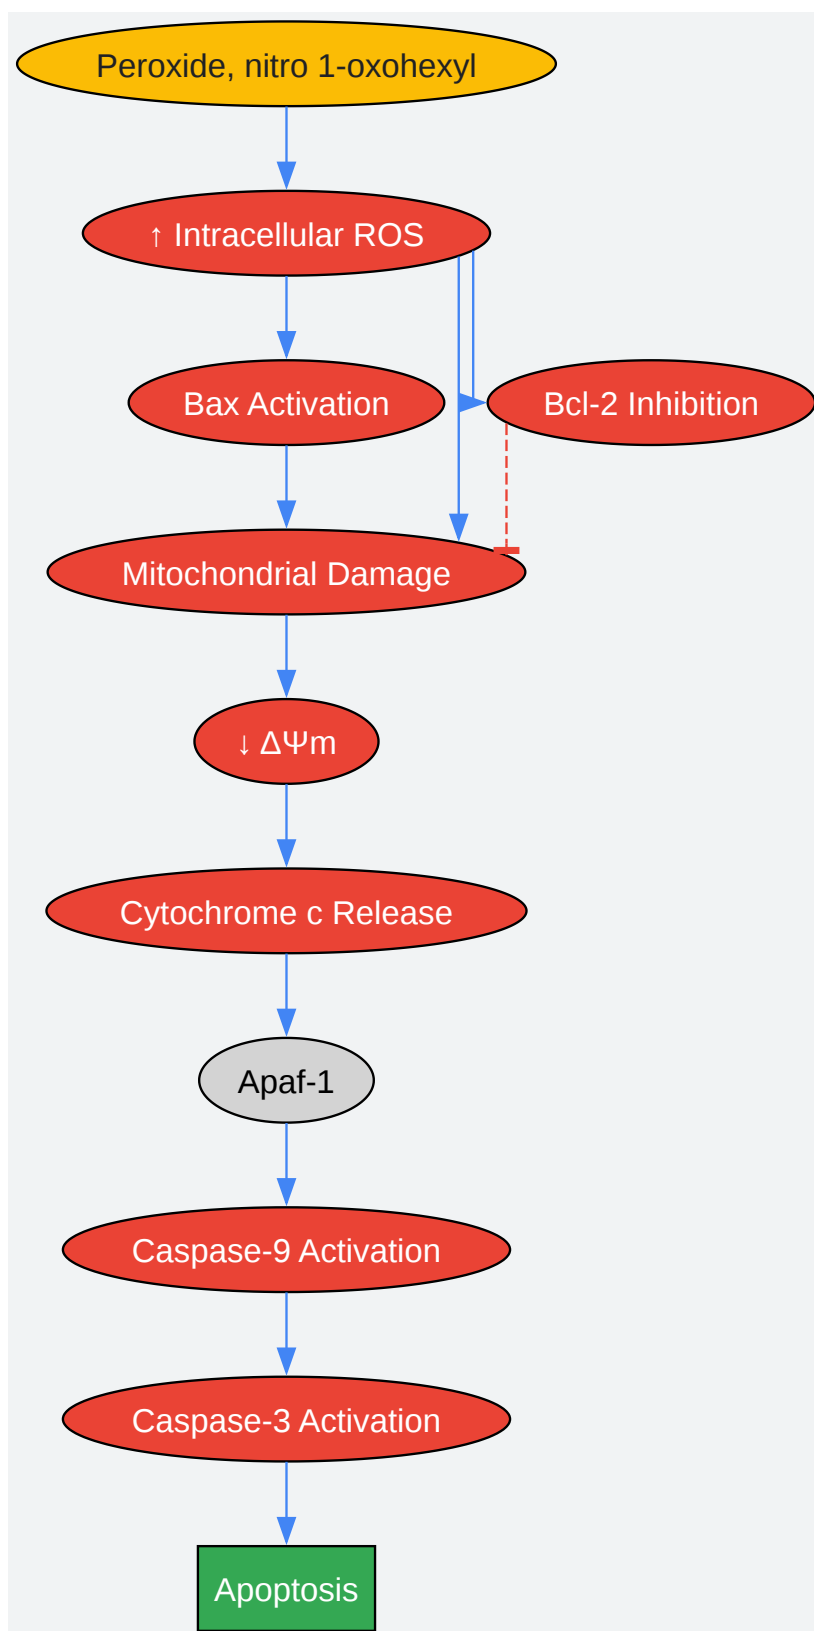 Peroxide, nitro 1-oxohexyl
↑ Intracellular ROS
Bax Activation
Bcl-2 Inhibition
Mitochondrial Damage
↓ ΔΨm
Cytochrome c Release
Apaf-1
Caspase-9 Activation
Caspase-3 Activation
Apoptosis